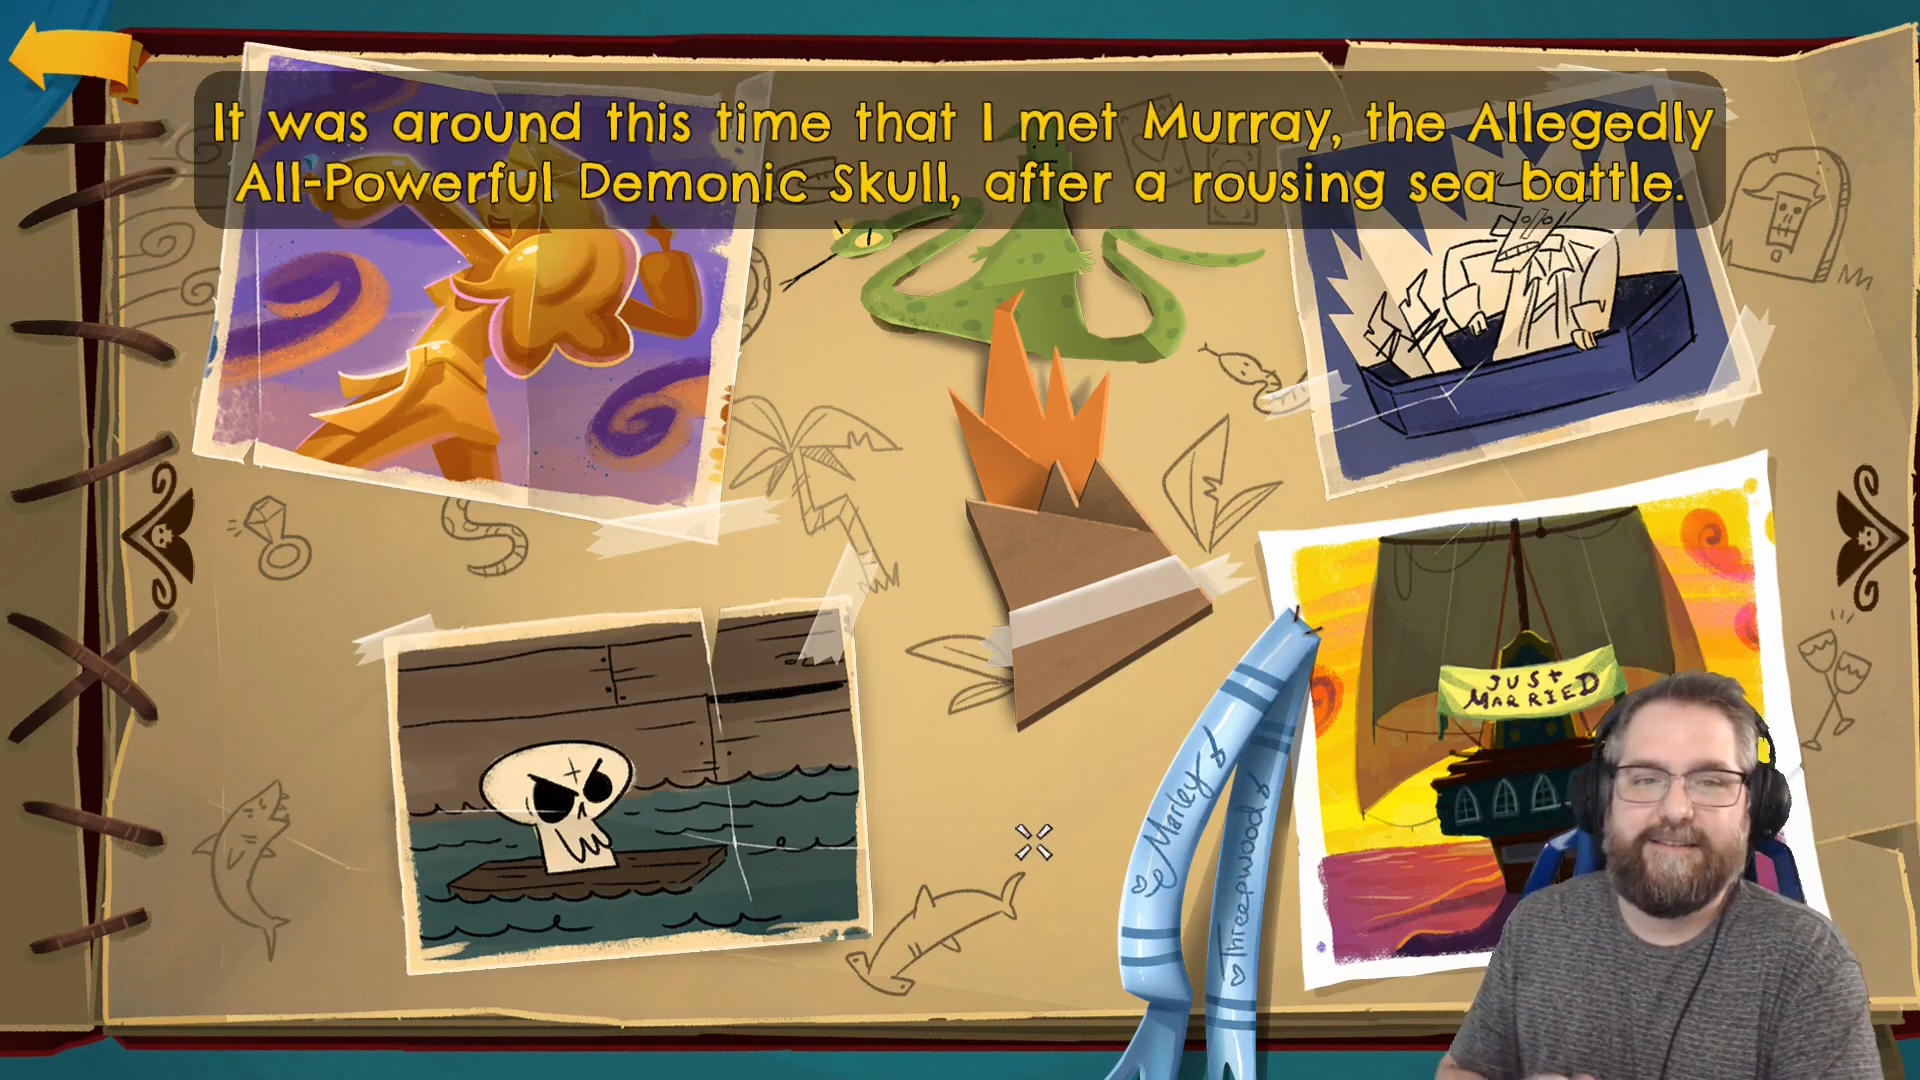 It was around this time that I met Murray, the Allegedly
All-Powerful Demonic Skull, after a rousing sea battle.
JUST
MARRIED
Marley
Threepwood